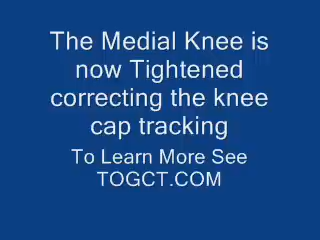 The Medial Knee is
now Tightened
correcting the knee
cap tracking
To Learn More See
TOGCT.COM